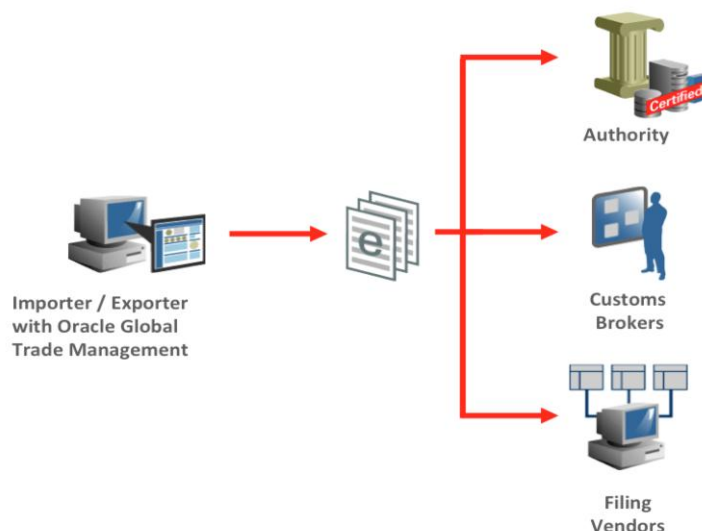 Certified
Authority
Importer / Exporter
with Oracle Global
Trade Management
e
Customs
Brokers
Filing
Vendors